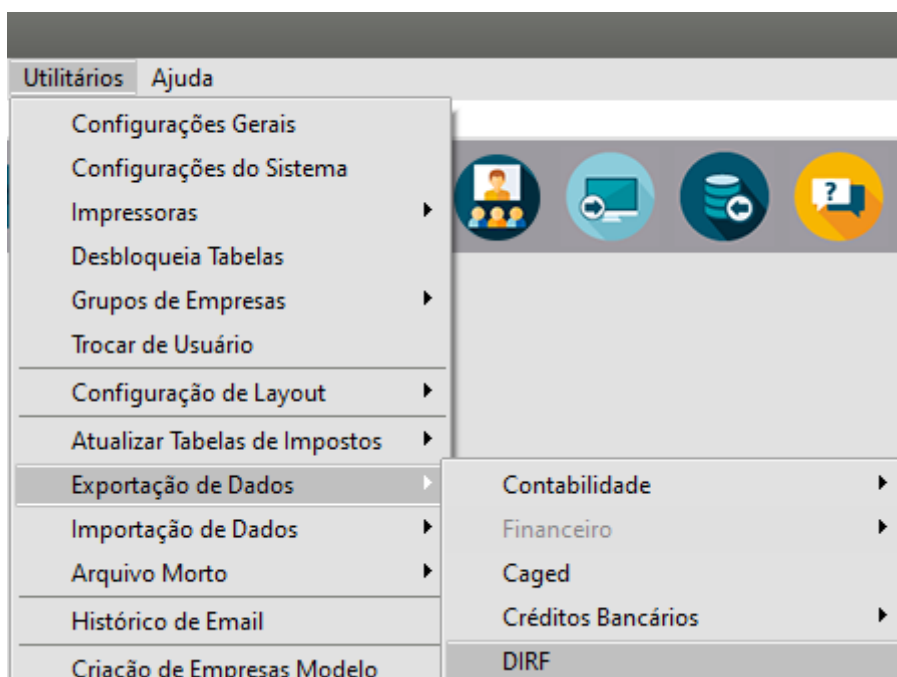 Utilitários Ajuda
Configurações Gerais
Configurações do Sistema
Impressoras
Desbloqueia Tabelas
Grupos de Empresas
Trocar de Usuário
Configuração de Layout
Atualizar Tabelas de Impostos
Exportação de Dados
Importação de Dados
Arquivo Morto
Histórico de Email
Criação de Empresas Modelo
Contabilidade
Financeiro
Caged
Créditos Bancários
DIRF
?